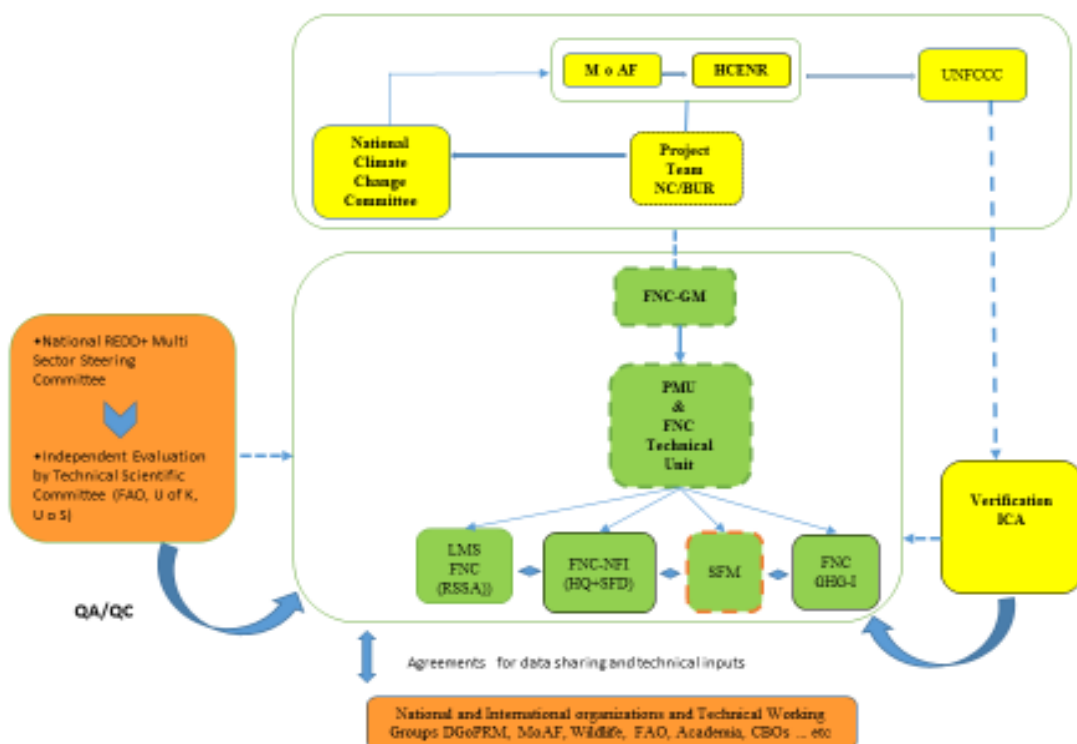 M o AF
HCENR
UNFCCC
National
Climate
Change
Committee
Project
Team
NC/BUR
FNC-GM
PMU
&
FNC
Technical
Unit
•National REDD+ Multi
Sector Steering
Committee
•Independent Evaluation
by Technical Scientific
Committee (FAO, U of K,
U o S)
Verification
ICA
LMS
FNC
(RSSA))
FNC-NFI
(HQ+SFD)
SFM
FNC
GHG-I
QA/QC
Agreements for data sharing and technical inputs
National and International organizations and Technical Working
Groups DGoPRM, MoAF, Wildlife, FAO, Academia, CBOs ... etc